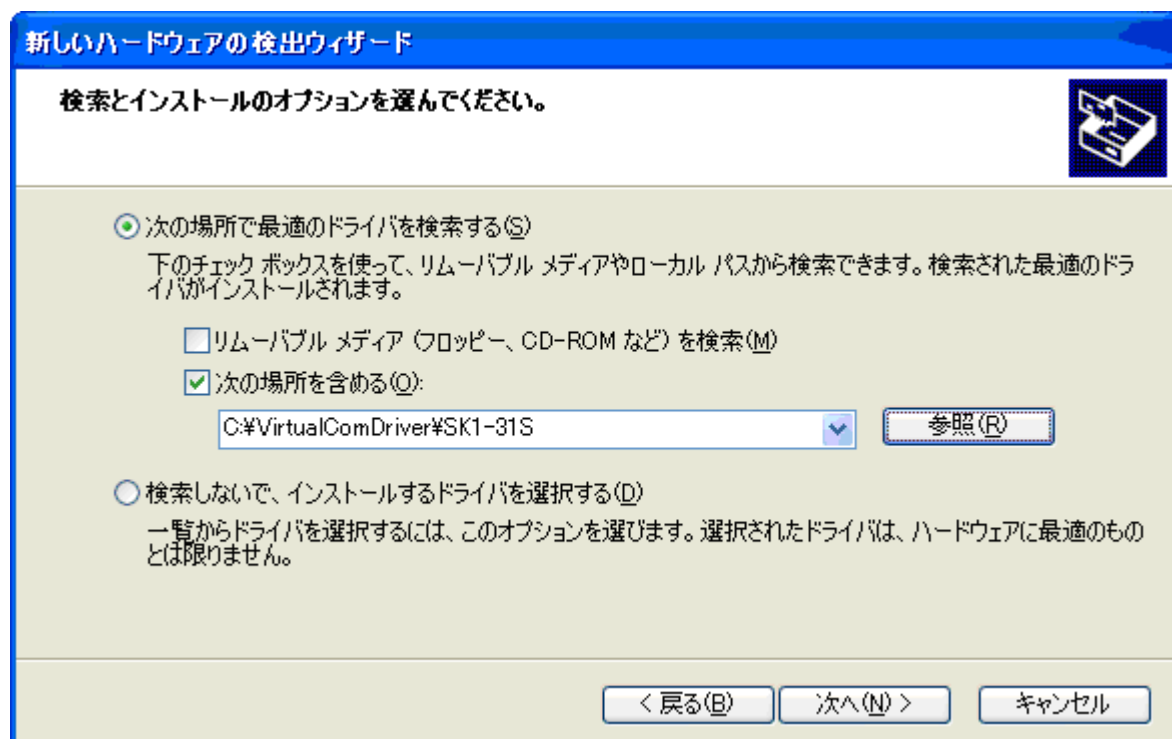 新しいハードウェアの検出ウィザード
検索とインストールのオプションを選んでください。
次の場所で最適のドライバを検索する(S)
下のチェック ボックスを使って、リムーバブル メディアやローカル パスから検索できます。検索された最適のドラ
イバがインストールされます。
リムーバブル メディア (フロッピー、CD-ROM など) を検索(M)
次の場所を含める(O):
C:¥VirtualComDriver¥SK1-31S
参照(R)
検索しないで、インストールするドライバを選択する(D)
一覧からドライバを選択するには、このオプションを選びます。選択されたドライバは、ハードウェアに最適のもの
とは限りません。
< 戻る(B)
次へ(N) >
キャンセル